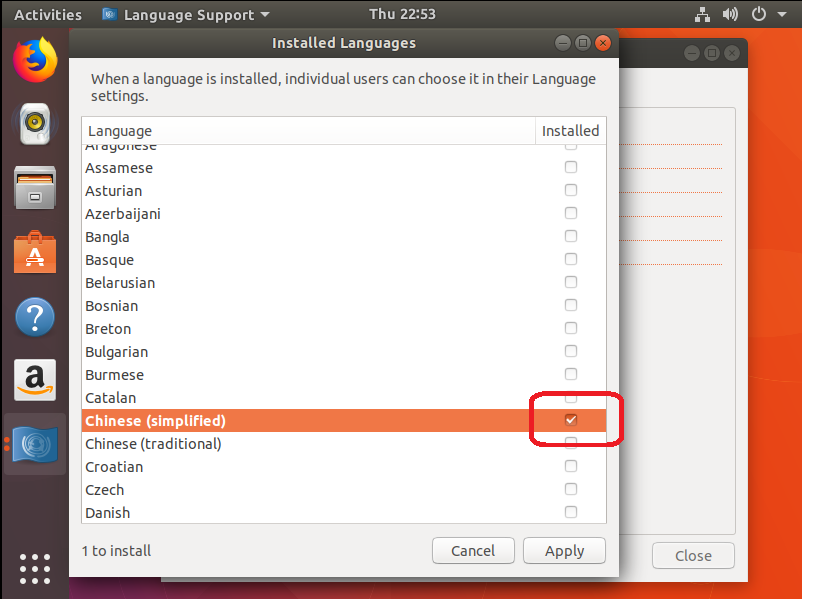 Activities
Language Support
Thu 22:53
Installed Languages
When a language is installed, individual users can choose it in their Language
settings.
Language Installed
Aragonese
Assamese
Asturian
Azerbaijani
Bangla
Basque
Belarusian
Bosnian
Breton
Bulgarian
Burmese
Catalan
Chinese (simplified)
Chinese (traditional)
Croatian
Czech
Danish
1 to install
Cancel
Apply
Close
a